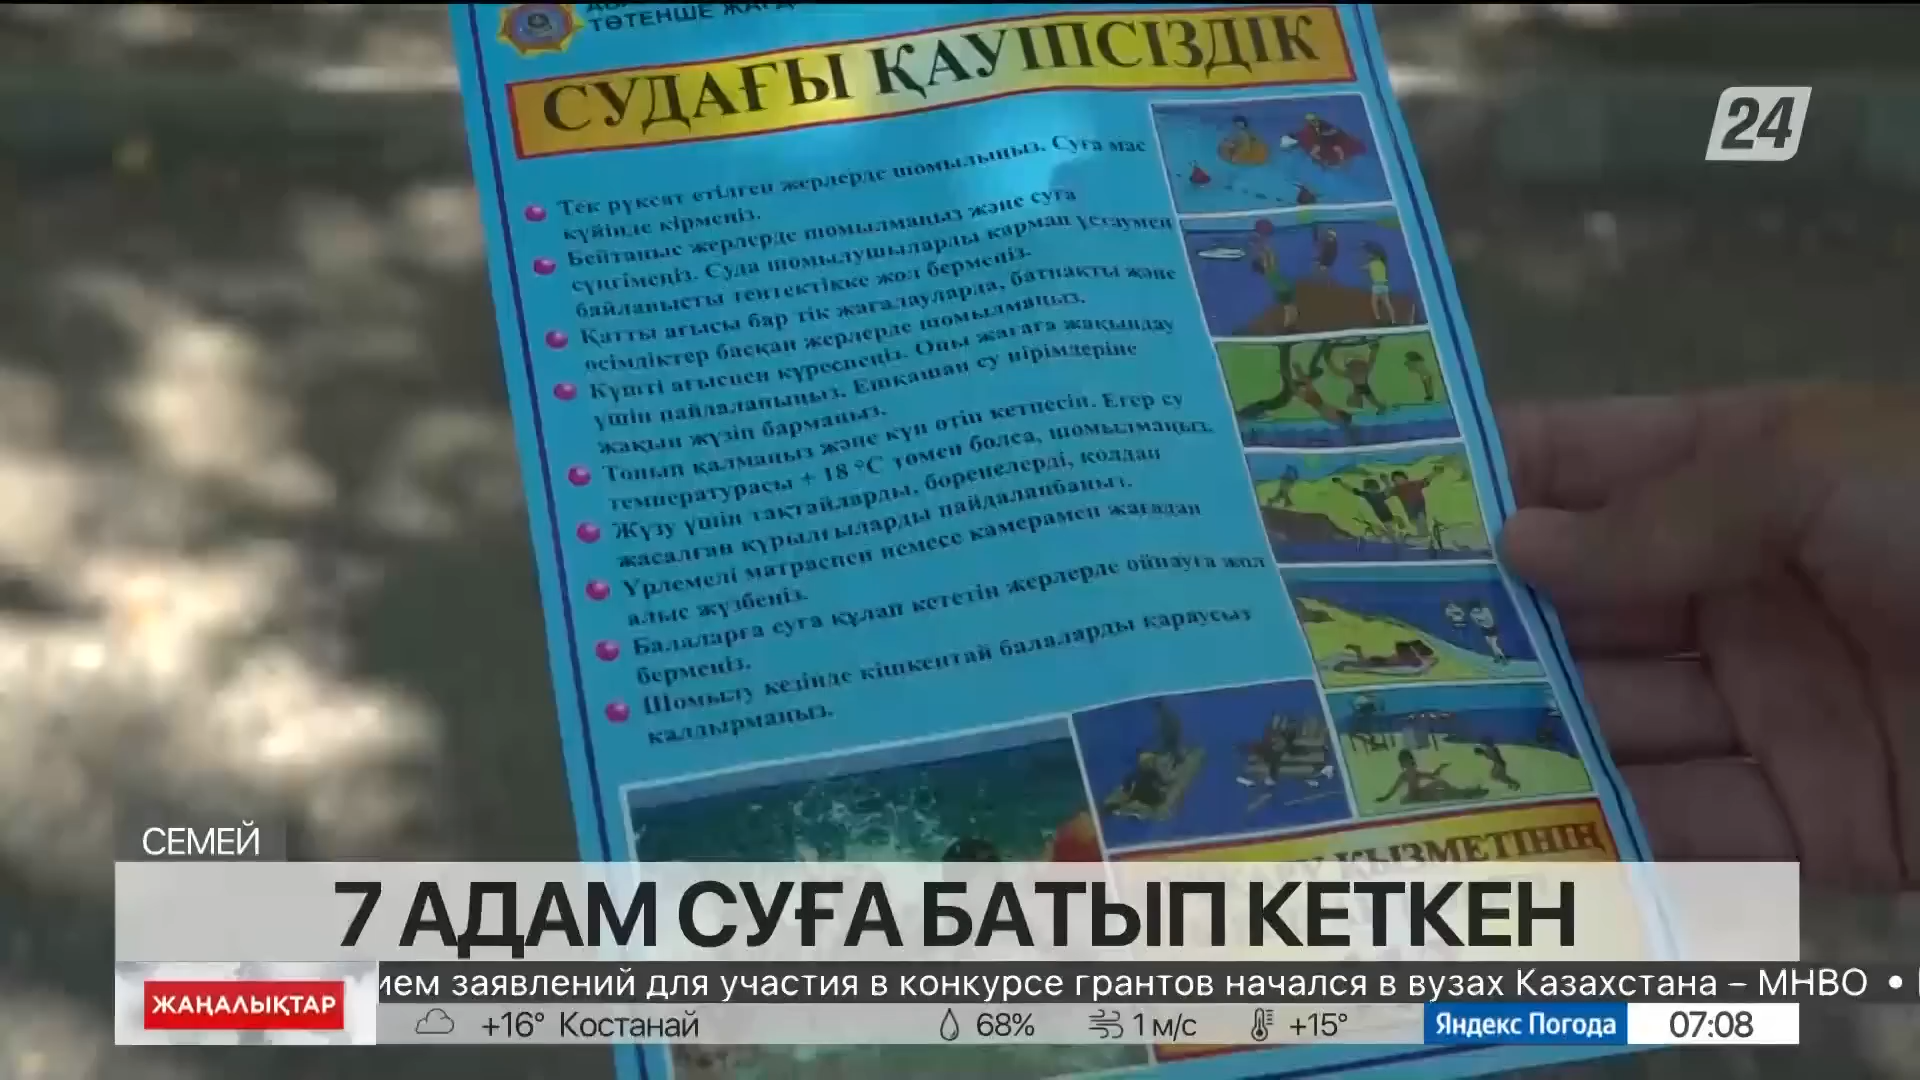 ТӨТЕНШЕ
СУДАҒЫ ҚАУІПСІЗДІК
24
Тек рұқсат етілген жерлерде шомылыңыз. Суға мас
күйінде кірмеңіз.
Бейтаныс жерлерде шомылмаңыз және суға
сүңгімеңіз. Суда шомылушыларды қармап ұстаумен
байланысты тентектікке жол бермеңіз.
Қатты ағысы бар тік жағалауларда, батпақты және
өсімдіктер басқан жерлерде шомылмаңыз.
Күшті ағыспен күреспеңіз. Оны жағаға жақындау
үшін пайдаланыңыз. Ешқашан су иірімдеріне
жақын жүзіп бармаңыз.
Тоңып қалмаңыз және күн өтіп кетпесін. Егер су
температурасы + 18 °С төмен болса, шомылмаңыз.
Жүзу үшін тақтайларды, бөренелерді, қолдан
жасалған құрылғыларды пайдаланбаңыз.
Үрлемелі матраспен немесе камерамен жағадан
алыс жүзбеңіз.
Балаларға суға құлап кететін жерлерде ойнауға жол
бермеңіз.
Шомылу кезінде кішкентай балаларды қараусыз
қалдырмаңыз.
ҚЫЗМЕТІНІҢ
СЕМЕЙ
7 АДАМ СУҒА БАТЫП КЕТКЕН
ием заявлений для участия в конкурсе грантов начался в вузах Казахстана – МНВО •
ЖАҢАЛЫҚТАР
+16° Костанай 68% 1 м/с +15° Яндекс Погода 07:08